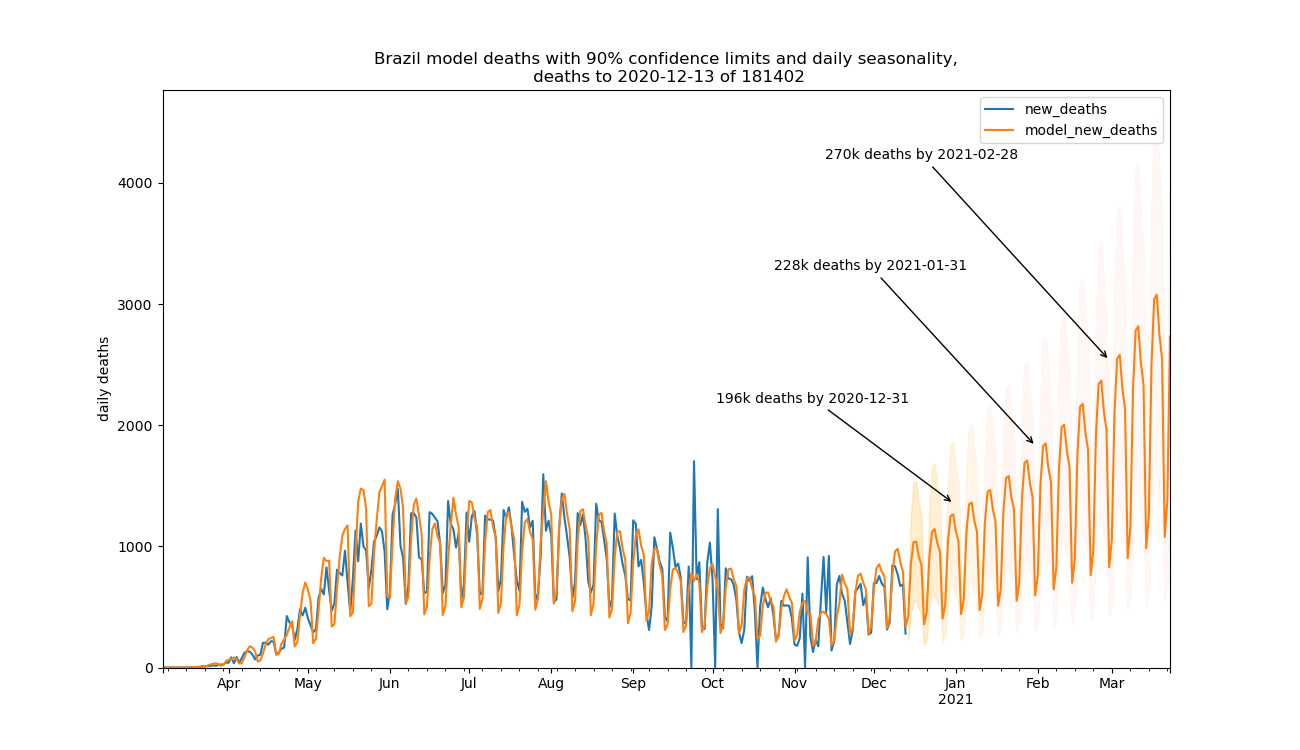 Brazil model deaths with 90% confidence limits and daily seasonality,
deaths to 2020-12-13 of 181402
new_deaths
model_new_deaths
270k deaths by 2021-02-28
228k deaths by 2021-01-31
196k deaths by 2020-12-31
daily deaths
4000
3000
2000
1000
0
Apr May Jun Jul Aug Sep Oct Nov Dec Jan Feb Mar
2021